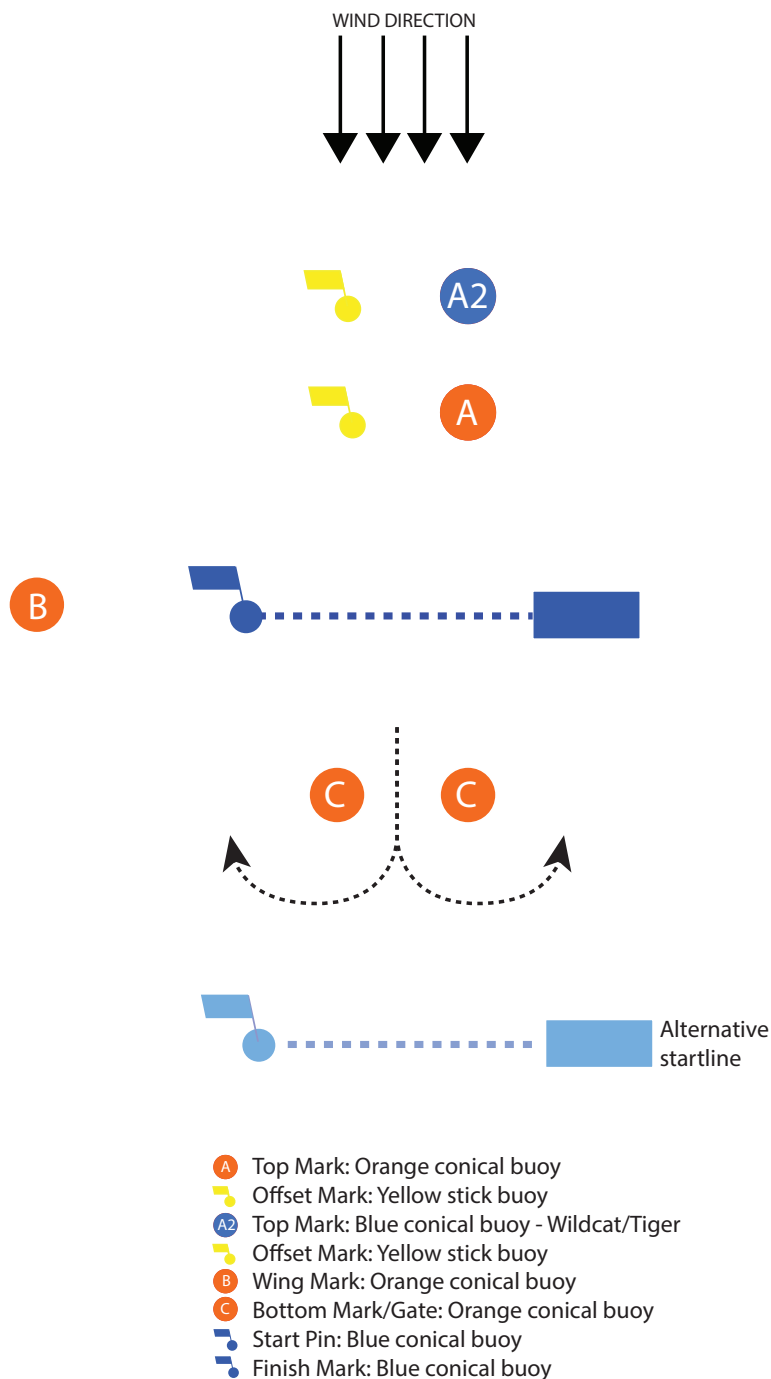 WIND DIRECTION
A2
A
B
C
C
Alternative
startline
A Top Mark: Orange conical buoy
Offset Mark: Yellow stick buoy
A2 Top Mark: Blue conical buoy - Wildcat/Tiger
Offset Mark: Yellow stick buoy
B Wing Mark: Orange conical buoy
C Bottom Mark/Gate: Orange conical buoy
Start Pin: Blue conical buoy
Finish Mark: Blue conical buoy